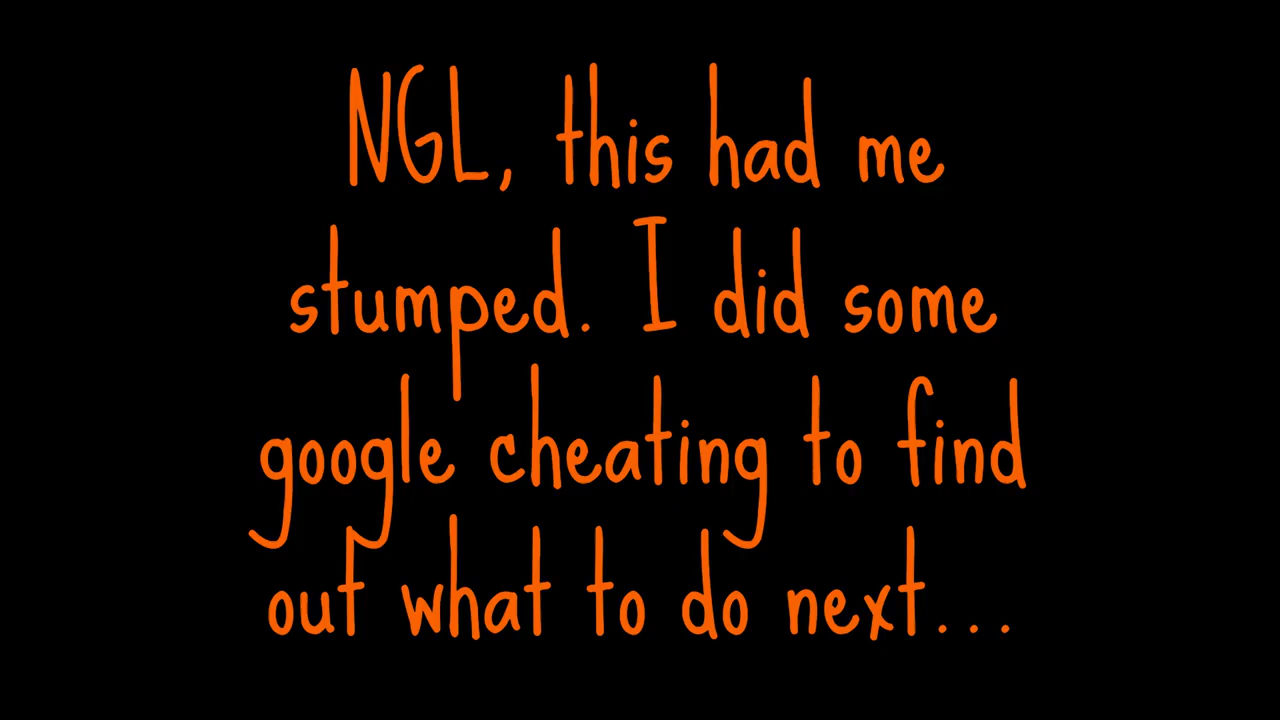 NGL, this had me
stumped. I did some
google cheating to find
out what to do next...